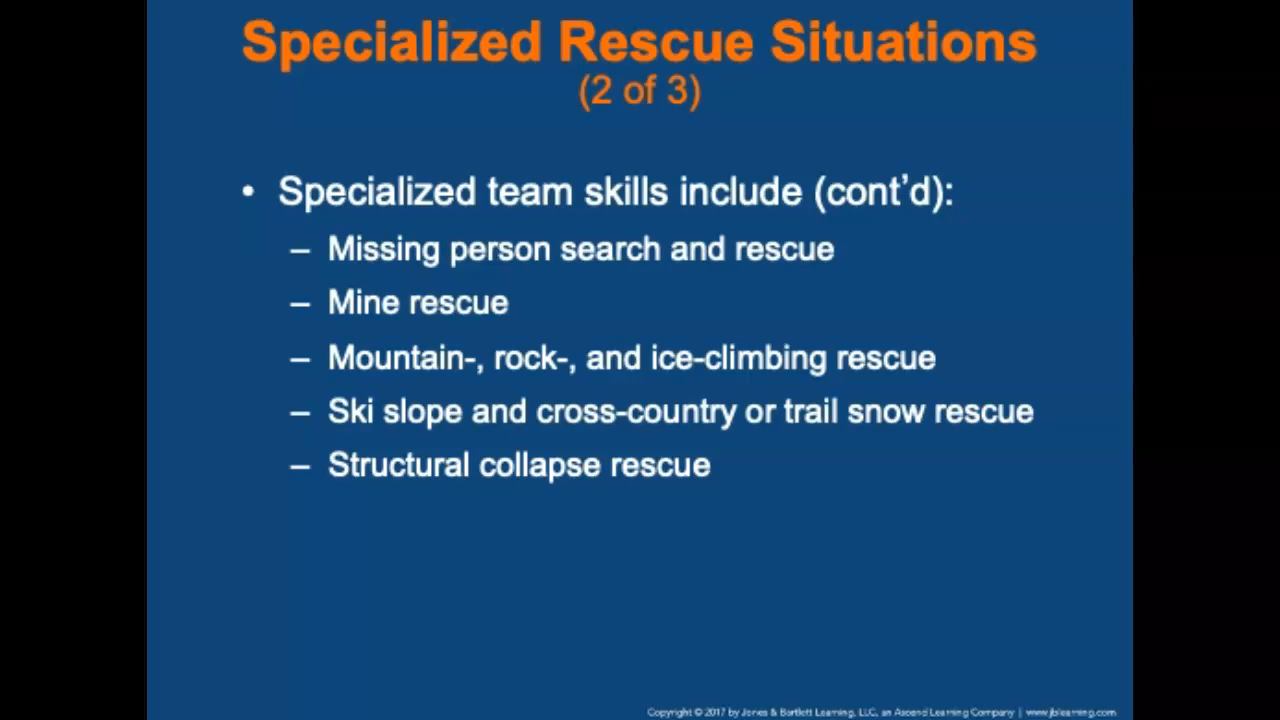 Specialized Rescue Situations
(2 of 3)
• Specialized team skills include (cont’d):
– Missing person search and rescue
– Mine rescue
– Mountain-, rock-, and ice-climbing rescue
– Ski slope and cross-country or trail snow rescue
– Structural collapse rescue
Copyright © 2017 by Jones & Bartlett Learning, LLC, an Ascend Learning Company | www.jblearning.com